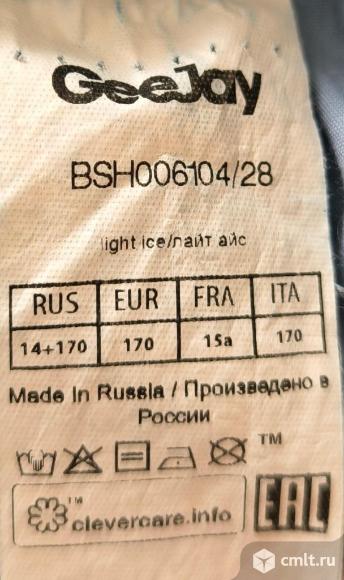 GeeJay
BSH006104/28
light ice/лайт айс
RUS EUR FRA ITA
14+170 170 15a 170
Made In Russia / Произведено в
России
TM
TM
clevercare.info
EAC
cmlt.ru